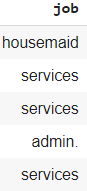 job
housemaid
services
services
admin.
services